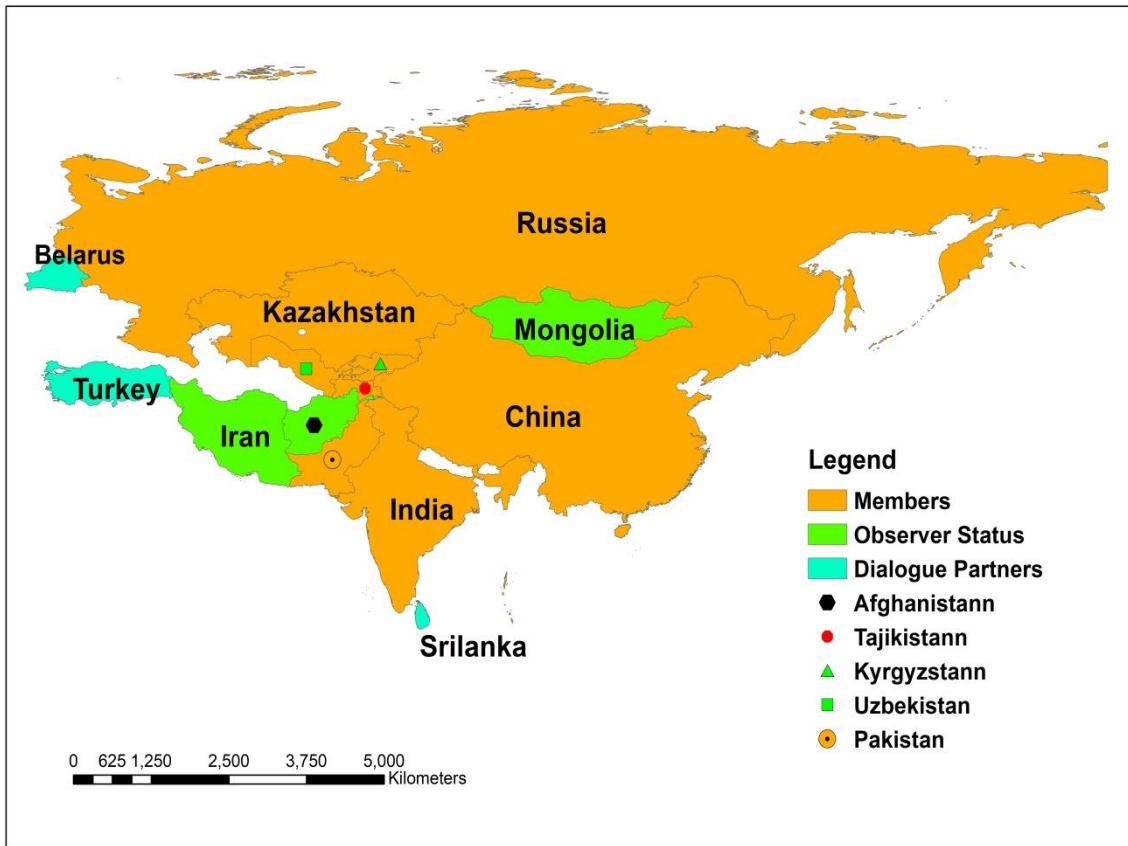 Russia
Belarus
Kazakhstan
Mongolia
Turkey
China
Iran
India
Srilanka
Legend
Members
Observer Status
Dialogue Partners
Afghanistann
Tajikistann
Kyrgyzstann
Uzbekistan
Pakistan
0 625 1,250 2,500 3,750 5,000
Kilometers